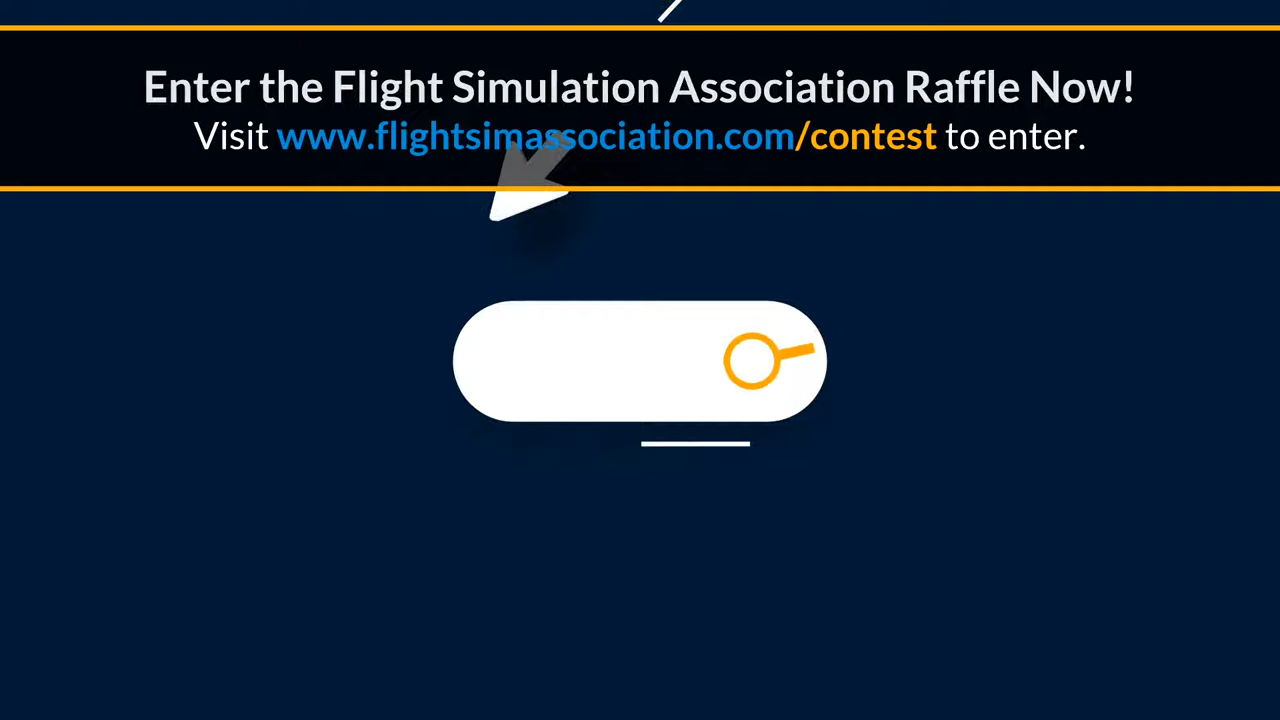 Enter the Flight Simulation Association Raffle Now!
Visit www.flightsimassociation.com/contest to enter.